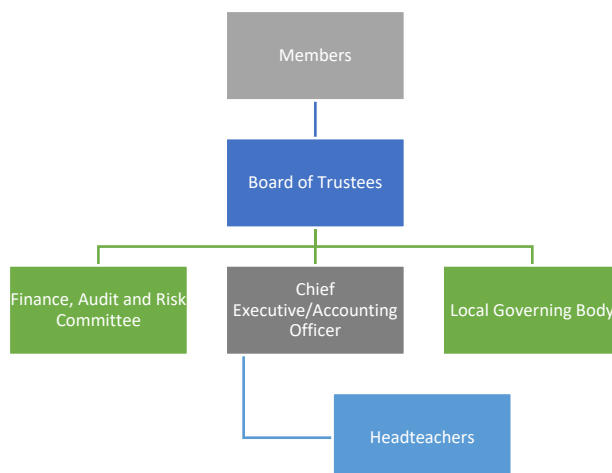 Members
Board of Trustees
Finance, Audit and Risk
Committee
Chief
Executive/Accounting
Officer
Local Governing Body
Headteachers